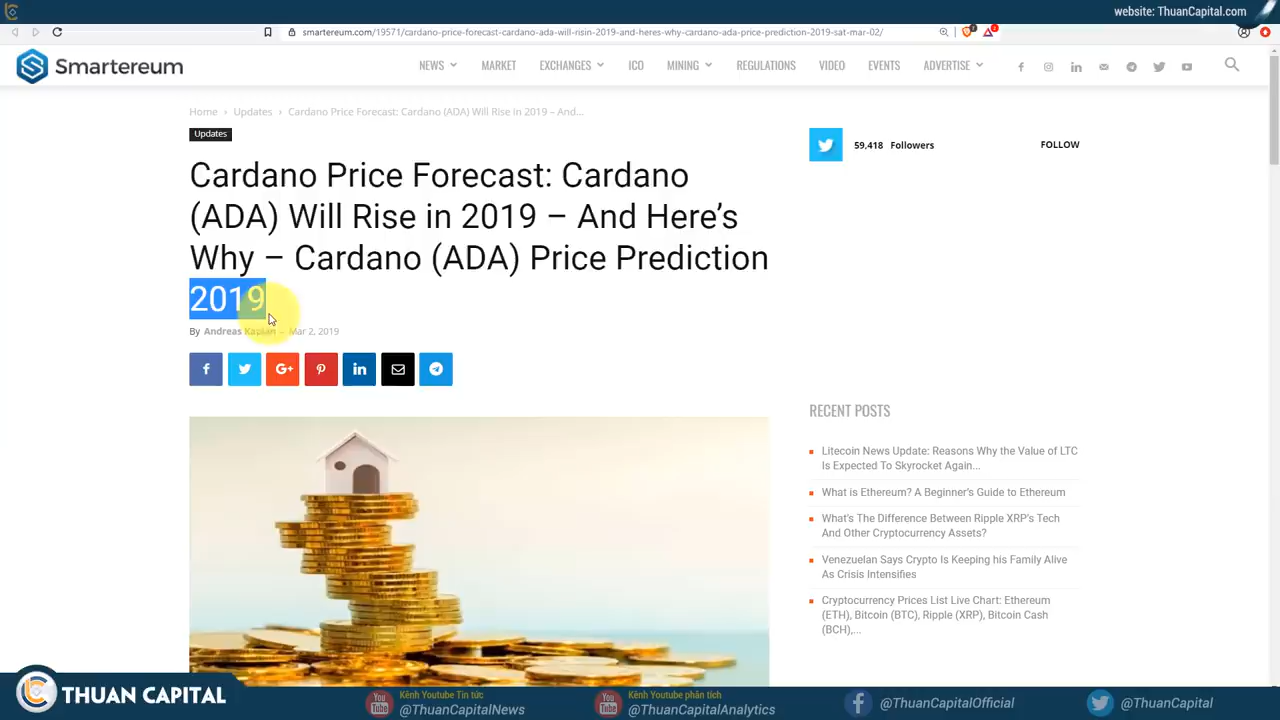 website: ThuanCapital.com
smartereum.com/19571/cardano-price-forecast-cardano-ada-will-risin-2019-and-heres-why-cardano-ada-price-prediction-2019-sat-mar-02/
Smartereum
NEWS MARKET EXCHANGES ICO MINING REGULATIONS VIDEO EVENTS ADVERTISE
Home › Updates › Cardano Price Forecast: Cardano (ADA) Will Rise in 2019 – And...
Updates
Cardano Price Forecast: Cardano
(ADA) Will Rise in 2019 – And Here's
Why – Cardano (ADA) Price Prediction
2019
By Andreas Kaplan – Mar 2, 2019
59,418 Followers FOLLOW
RECENT POSTS
Litecoin News Update: Reasons Why the Value of LTC
Is Expected To Skyrocket Again...
What is Ethereum? A Beginner's Guide to Ethereum
What's The Difference Between Ripple XRP's Tech
And Other Cryptocurrency Assets?
Venezuelan Says Crypto Is Keeping his Family Alive
As Crisis Intensifies
Cryptocurrency Prices List Live Chart: Ethereum
(ETH), Bitcoin (BTC), Ripple (XRP), Bitcoin Cash
(BCH),...
THUAN CAPITAL
Kênh Youtube Tin tức
@ThuanCapitalNews
Kênh Youtube phân tích
@ThuanCapitalAnalytics
@ThuanCapitalOfficial
@ThuanCapital